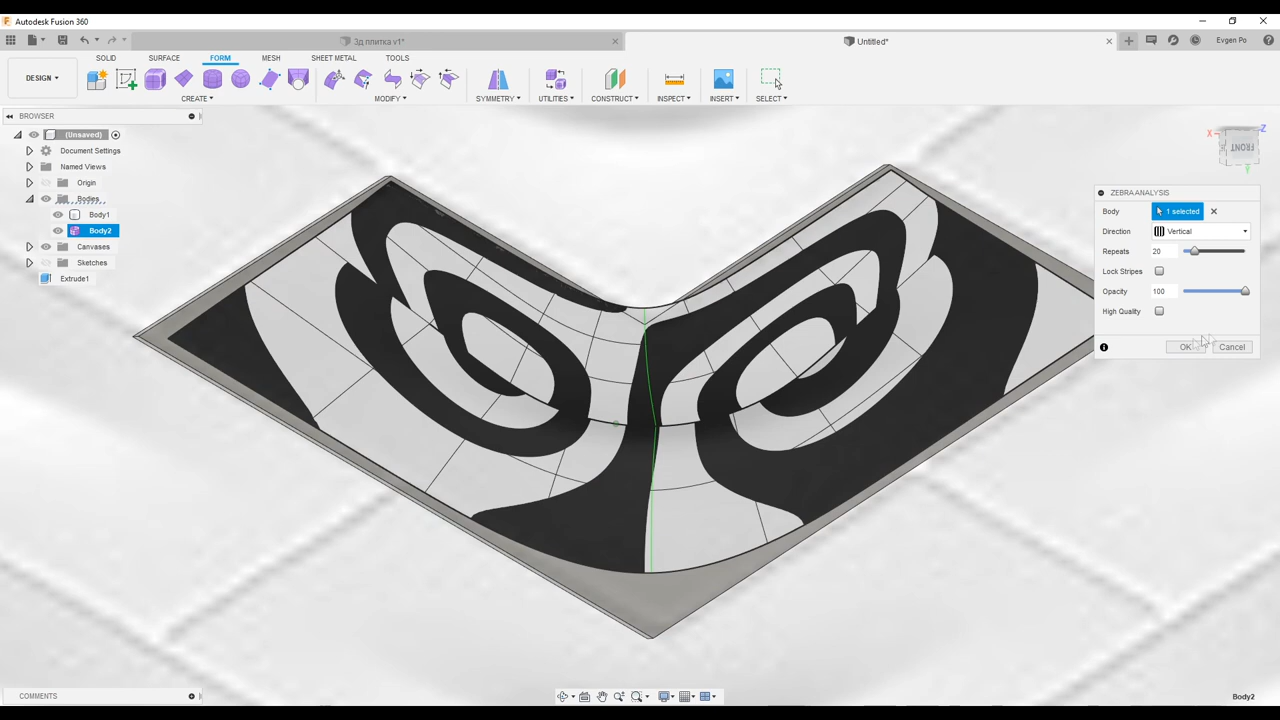 Autodesk Fusion 360
3д плитка v1*
Untitled*
Evgen Po
DESIGN
SOLID SURFACE FORM MESH SHEET METAL TOOLS
CREATE MODIFY SYMMETRY UTILITIES CONSTRUCT INSPECT INSERT SELECT
BROWSER
(Unsaved)
Document Settings
Named Views
Origin
Bodies
Body1
Body2
Canvases
Sketches
Extrude1
X Z
FRONT
Y
ZEBRA ANALYSIS
Body 1 selected
Direction Vertical
Repeats 20
Lock Stripes
Opacity 100
High Quality
OK Cancel
COMMENTS
Body2